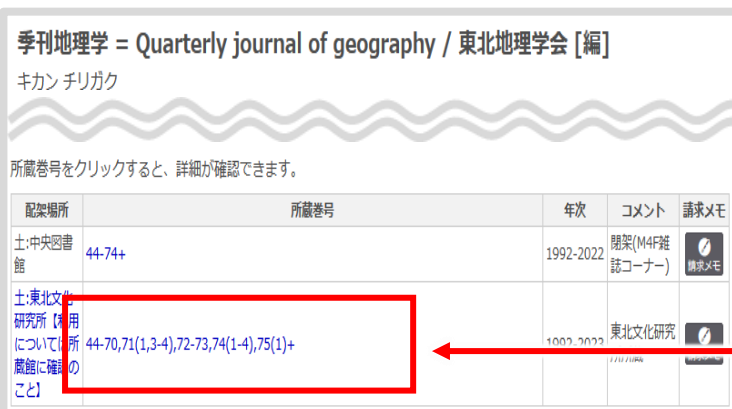 季刊地理学 = Quarterly journal of geography / 東北地理学会 [編]
キカン チリガク
所蔵巻号をクリックすると、詳細が確認できます。
配架場所 所蔵巻号 年次 コメント 請求メモ
土:中央図書館 44-74+ 1992-2022 閉架(M4F雑誌コーナー) 請求メモ
土:東北文化研究所【利用については所蔵館に確認のこと】 44-70,71(1,3-4),72-73,74(1-4),75(1)+ 1992-2023 東北文化研究